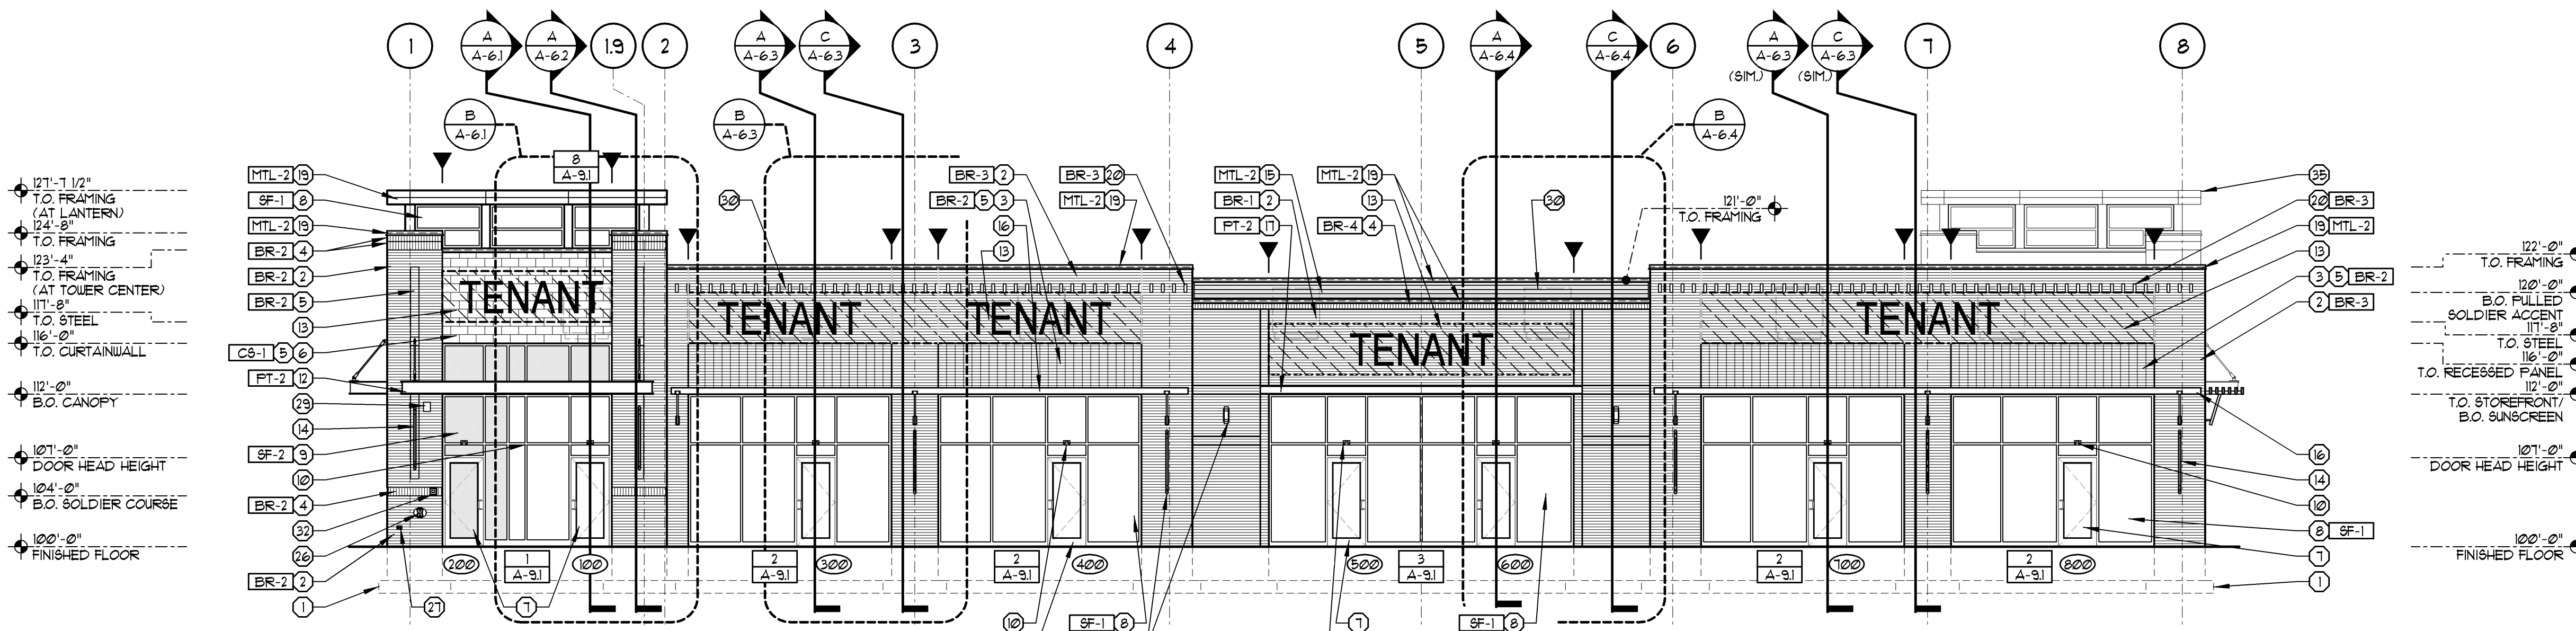 1
A
A-6.1
A
A-6.2
1.9
2
A
A-6.3
C
A-6.3
3
4
5
A
A-6.4
C
A-6.4
6
A
A-6.3
(SIM.)
C
A-6.3
(SIM.)
7
8
B
A-6.1
B
A-6.3
B
A-6.4
8
A-9.1
127'-7 1/2"
T.O. FRAMING
(AT LANTERN)
124'-8"
T.O. FRAMING
123'-4"
T.O. FRAMING
(AT TOWER CENTER)
117'-8"
T.O. STEEL
116'-0"
T.O. CURTAINWALL
112'-0"
B.O. CANOPY
107'-0"
DOOR HEAD HEIGHT
104'-0"
B.O. SOLDIER COURSE
100'-0"
FINISHED FLOOR
MTL-2 19
SF-1 8
MTL-2 19
BR-2 4
BR-2 2
BR-2 5
13
CS-1 5 6
PT-2 12
29
14
SF-2 9
10
BR-2 4
32
26
BR-2 2
1
27
7
30
BR-3 2
BR-2 5 3
16
13
BR-3 20
MTL-2 19
MTL-2 15
BR-1 2
PT-2 17
MTL-2 19
13
BR-4 4
30
121'-0"
T.O. FRAMING
TENANT
TENANT
TENANT
TENANT
TENANT
200
1
A-9.1
100
2
A-9.1
300
2
A-9.1
400
500
3
A-9.1
600
2
A-9.1
700
2
A-9.1
800
10
SF-1 8
7
SF-1 8
35
20 BR-3
19 MTL-2
13
3 5 BR-2
2 BR-3
16
14
10
8 SF-1
7
1
122'-0"
T.O. FRAMING
120'-0"
B.O. PULLED
SOLDIER ACCENT
117'-8"
T.O. STEEL
116'-0"
T.O. RECESSED PANEL
112'-0"
T.O. STOREFRONT/
B.O. SUNSCREEN
107'-0"
DOOR HEAD HEIGHT
100'-0"
FINISHED FLOOR